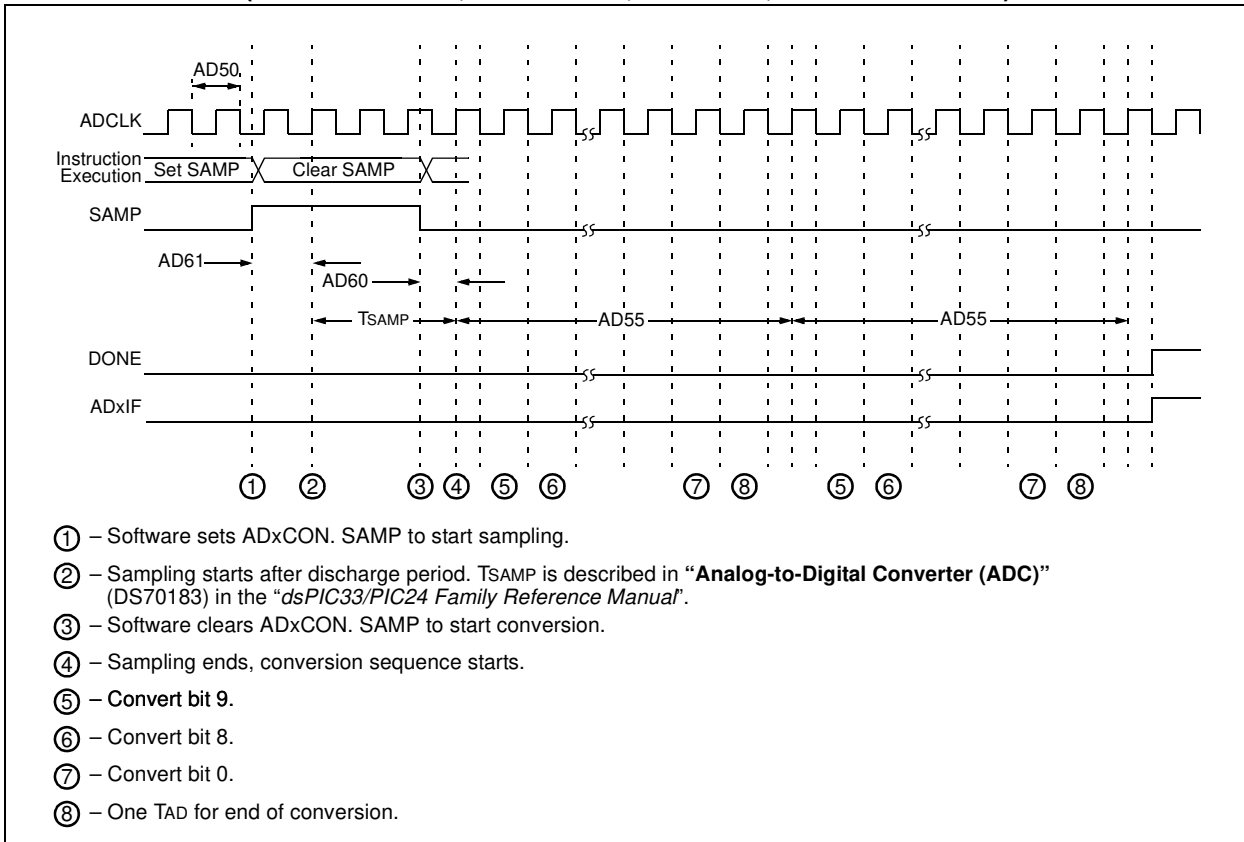 AD50
ADCLK
Instruction
Execution
Set SAMP
Clear SAMP
SAMP
AD61
AD60
TSAMP
AD55
AD55
DONE
ADxIF
1 2 3 4 5 6 7 8 5 6 7 8
1 – Software sets ADxCON. SAMP to start sampling.
2 – Sampling starts after discharge period. TSAMP is described in “Analog-to-Digital Converter (ADC)”
(DS70183) in the “dsPIC33/PIC24 Family Reference Manual”.
3 – Software clears ADxCON. SAMP to start conversion.
4 – Sampling ends, conversion sequence starts.
5 – Convert bit 9.
6 – Convert bit 8.
7 – Convert bit 0.
8 – One TAD for end of conversion.